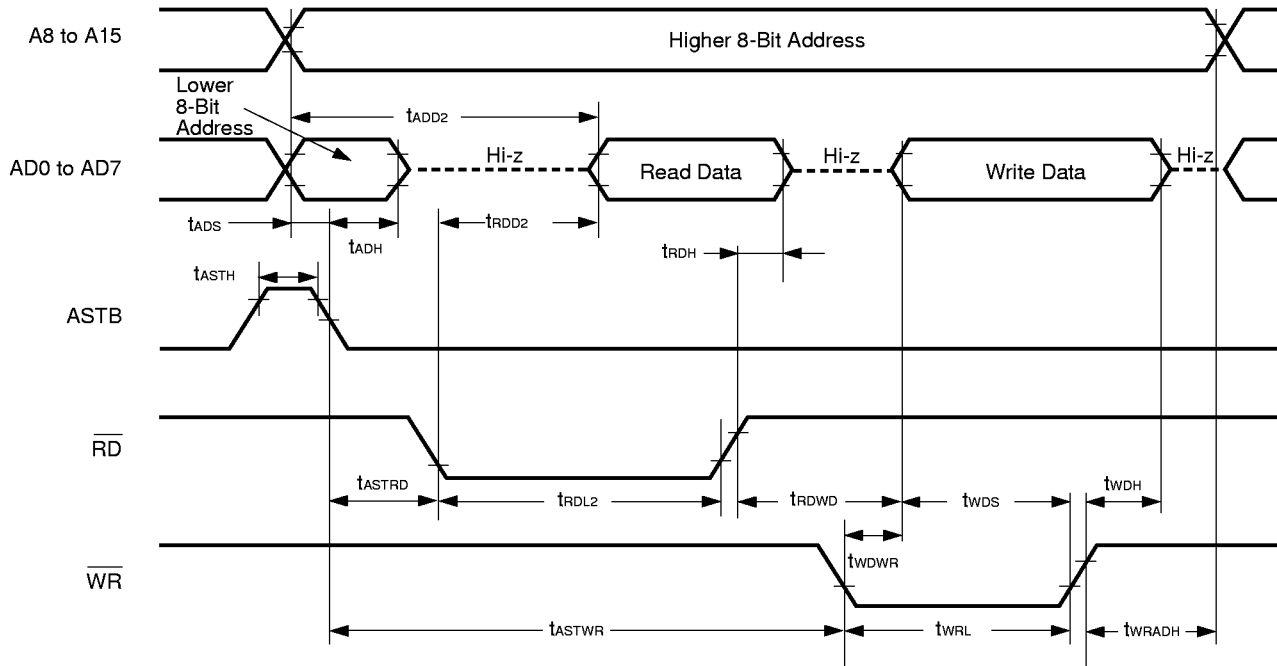 A8 to A15
Higher 8-Bit Address
Lower
8-Bit
Address
tADD2
AD0 to AD7
Hi-z
Read Data
Hi-z
Write Data
Hi-z
tADS
tADH
tRDD2
tRDH
tASTH
ASTB
RD
tASTRD
tRDL2
tRDWD
tWDS
tWDH
tWDWR
WR
tASTWR
tWRL
tWRADH